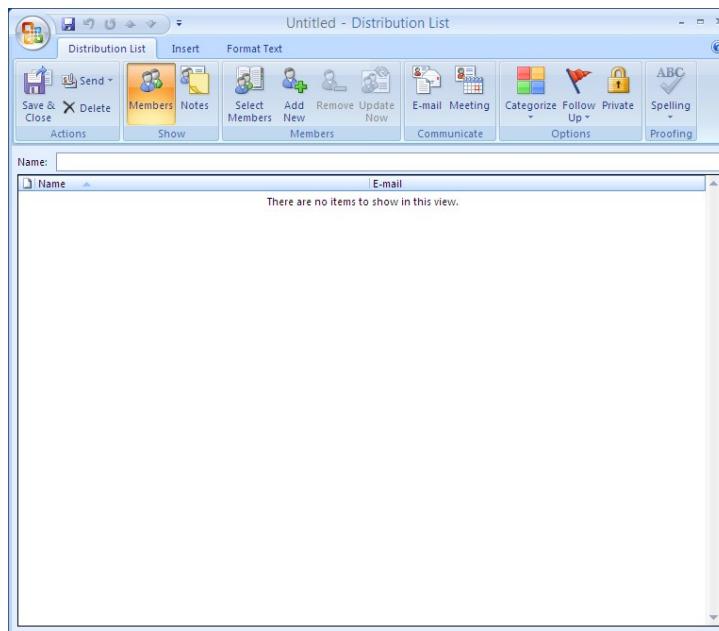 Untitled - Distribution List
Distribution List Insert Format Text
Save & Close
Send
Delete
Actions
Members Notes
Show
Select Members
Add New
Remove
Update Now
Members
E-mail Meeting
Communicate
Categorize
Follow Up
Private
Options
ABC
Spelling
Proofing
Name:
Name E-mail
There are no items to show in this view.